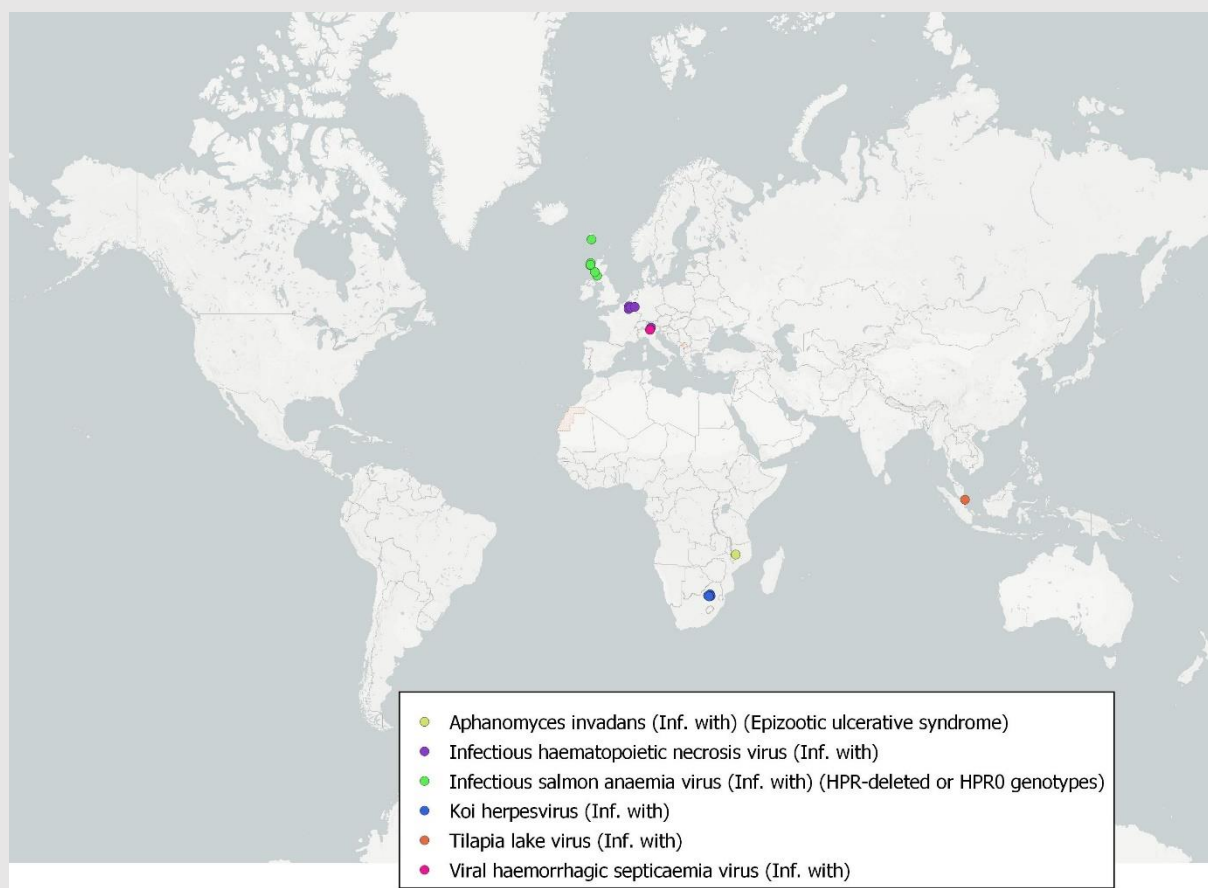 Aphanomyces invadans (Inf. with) (Epizootic ulcerative syndrome)
Infectious haematopoietic necrosis virus (Inf. with)
Infectious salmon anaemia virus (Inf. with) (HPR-deleted or HPR0 genotypes)
Koi herpesvirus (Inf. with)
Tilapia lake virus (Inf. with)
Viral haemorrhagic septicaemia virus (Inf. with)